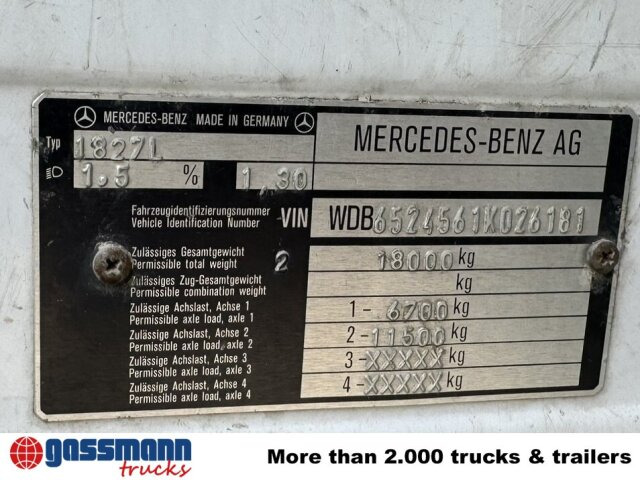 MERCEDES-BENZ MADE IN GERMANY
MERCEDES-BENZ AG
Typ 1827L
1.5 % 1.30
Fahrzeugidentifizierungsnummer
Vehicle Identification Number VIN WDB6524561K026181
Zulässiges Gesamtgewicht
Permissible total weight 2 18000 kg
Zulässiges Zug-Gesamtgewicht
Permissible combination weight kg
Zulässige Achslast, Achse 1
Permissible axle load, axle 1 1- 6700 kg
Zulässige Achslast, Achse 2
Permissible axle load, axle 2 2- 11500 kg
Zulässige Achslast, Achse 3
Permissible axle load, axle 3 3- XXXXX kg
Zulässige Achslast, Achse 4
Permissible axle load, axle 4 4- XXXXX kg
gassmann
trucks
More than 2.000 trucks & trailers